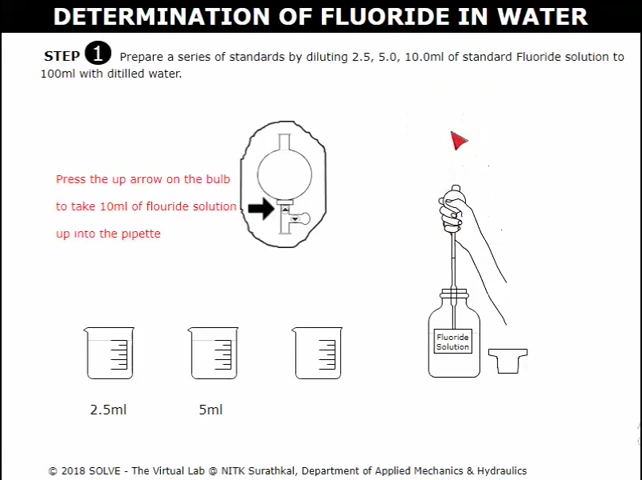 DETERMINATION OF FLUORIDE IN WATER
STEP 1 Prepare a series of standards by diluting 2.5, 5.0, 10.0ml of standard Fluoride solution to
100ml with ditilled water.
Press the up arrow on the bulb
to take 10ml of flouride solution
up into the pipette
Fluoride
Solution
2.5ml
5ml
© 2018 SOLVE - The Virtual Lab @ NITK Surathkal, Department of Applied Mechanics & Hydraulics